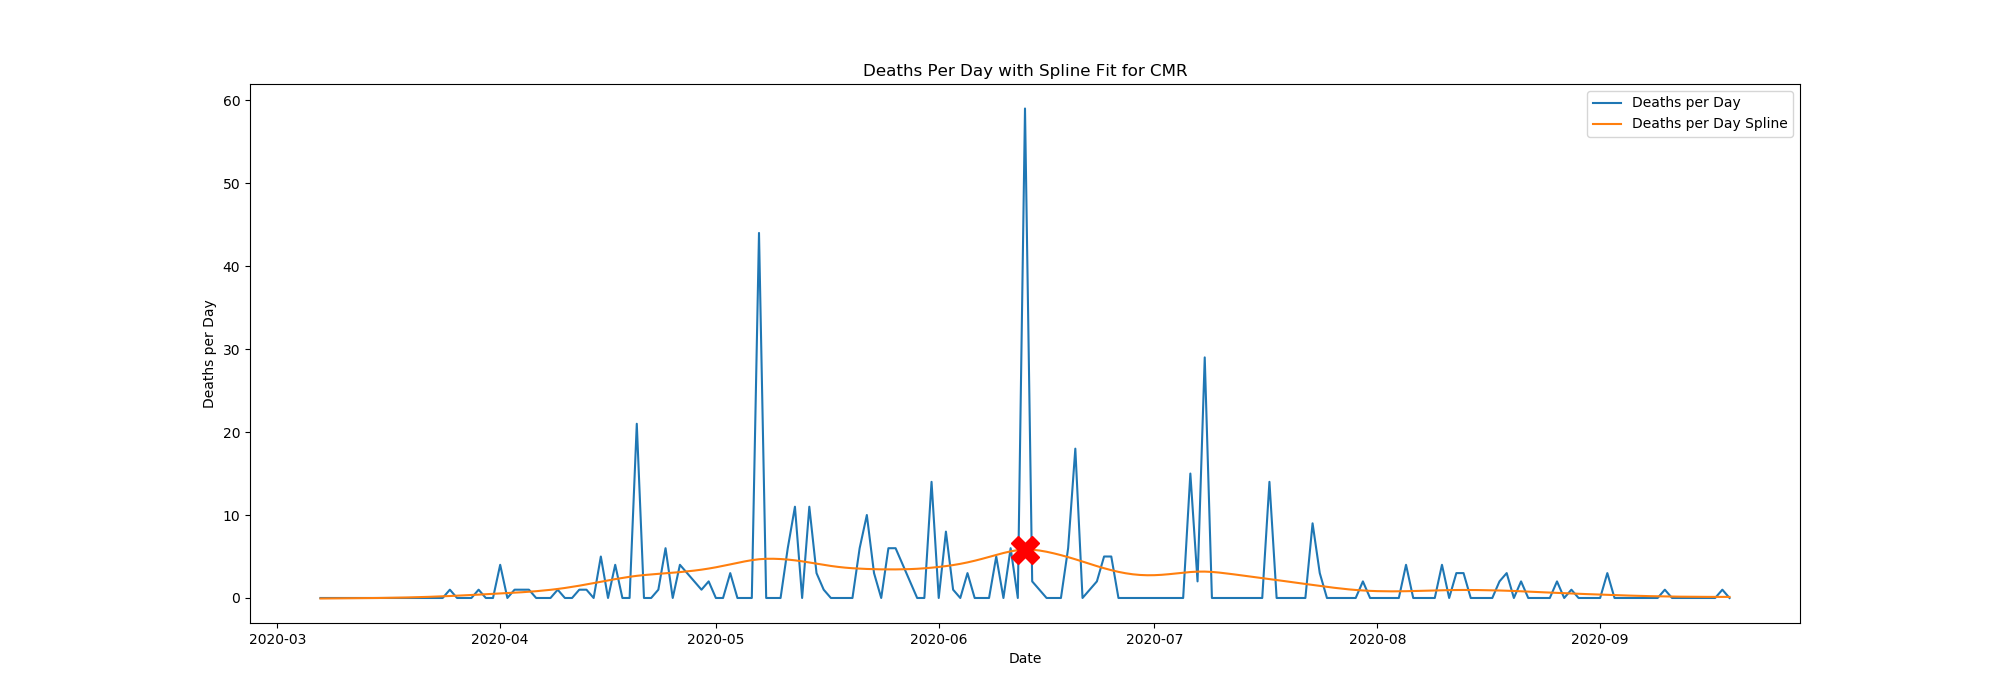 Deaths Per Day with Spline Fit for CMR
Deaths per Day
Deaths per Day Spline
60
50
40
30
20
10
0
Deaths per Day
2020-03
2020-04
2020-05
2020-06
2020-07
2020-08
2020-09
Date